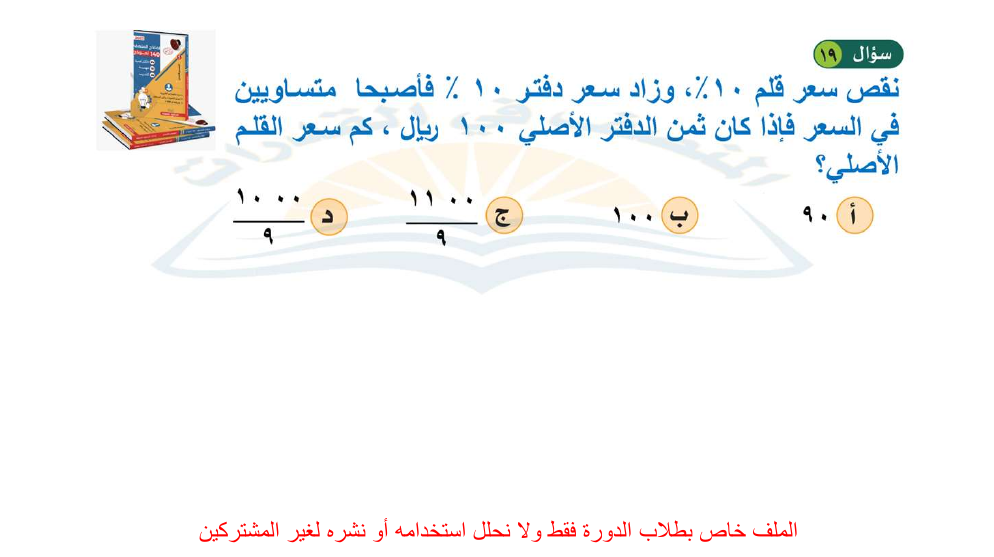 سؤال ١٩
نقص سعر قلم ١٠٪، وزاد سعر دفتر ١٠ ٪ فأصبحا متساويين
في السعر فإذا كان ثمن الدفتر الأصلي ١٠٠ ريال ، كم سعر القلم
الأصلي؟
أ ٩٠ ب ١٠٠ ج ١١٠٠/٩ د ١٠٠٠/٩
الملف خاص بطلاب الدورة فقط ولا نحلل استخدامه أو نشره لغير المشتركين